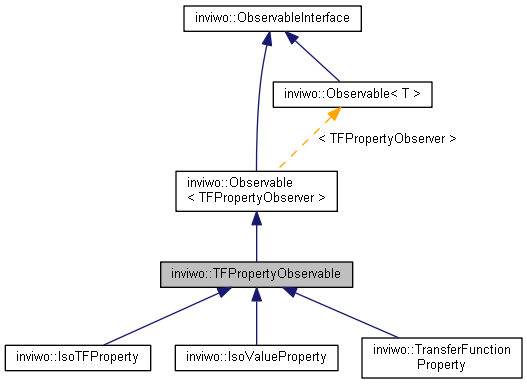 inviwo::ObservableInterface
inviwo::Observable< T >
< TFPropertyObserver >
inviwo::Observable
< TFPropertyObserver >
inviwo::TFPropertyObservable
inviwo::IsoTFProperty
inviwo::IsoValueProperty
inviwo::TransferFunction
Property